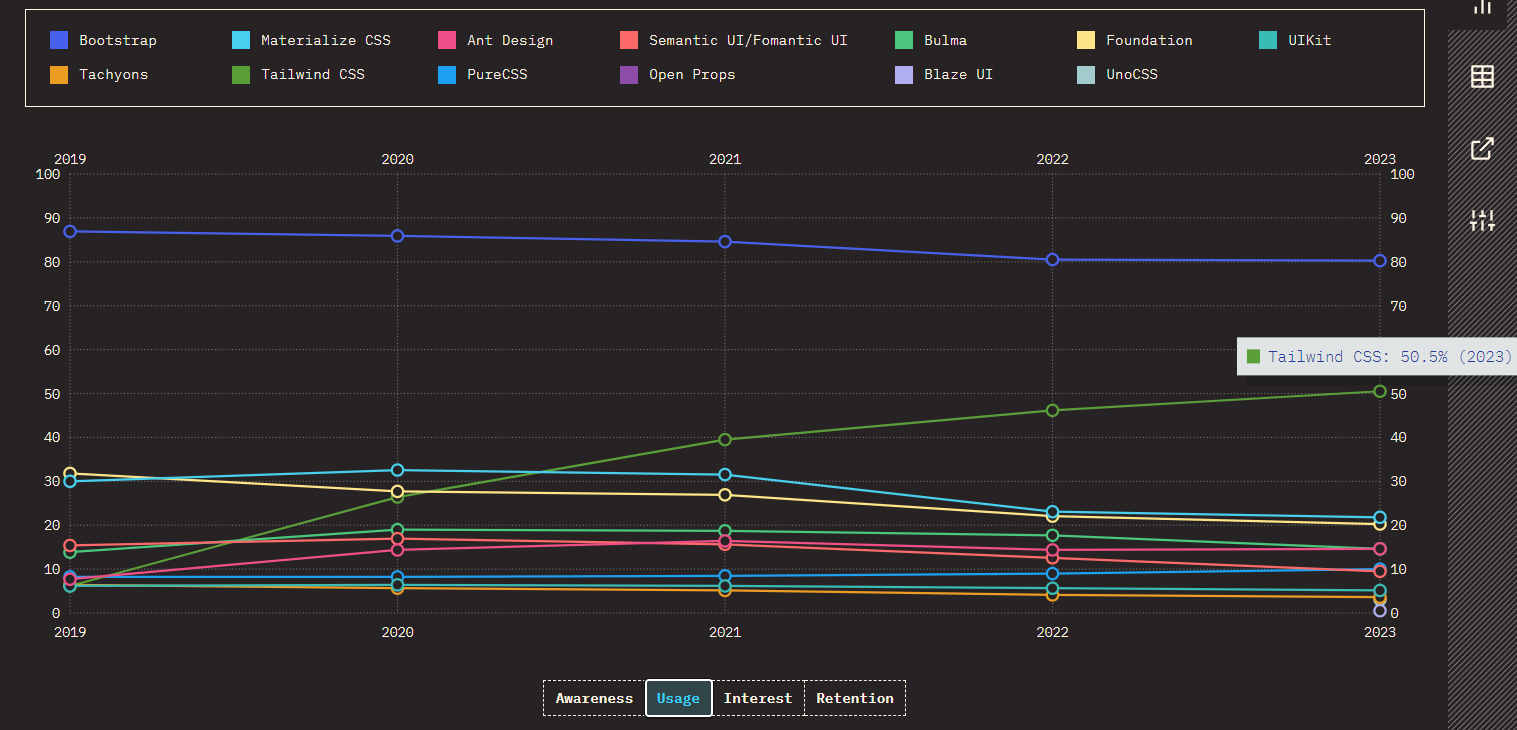 Bootstrap Materialize CSS Ant Design Semantic UI/Fomantic UI Bulma Foundation UIKit
Tachyons Tailwind CSS PureCSS Open Props Blaze UI UnoCSS
2019 2020 2021 2022 2023
100 100
90 90
80 80
70 70
60
Tailwind CSS: 50.5% (2023)
50 50
40 40
30 30
20 20
10 10
0 0
2019 2020 2021 2022 2023
Awareness Usage Interest Retention